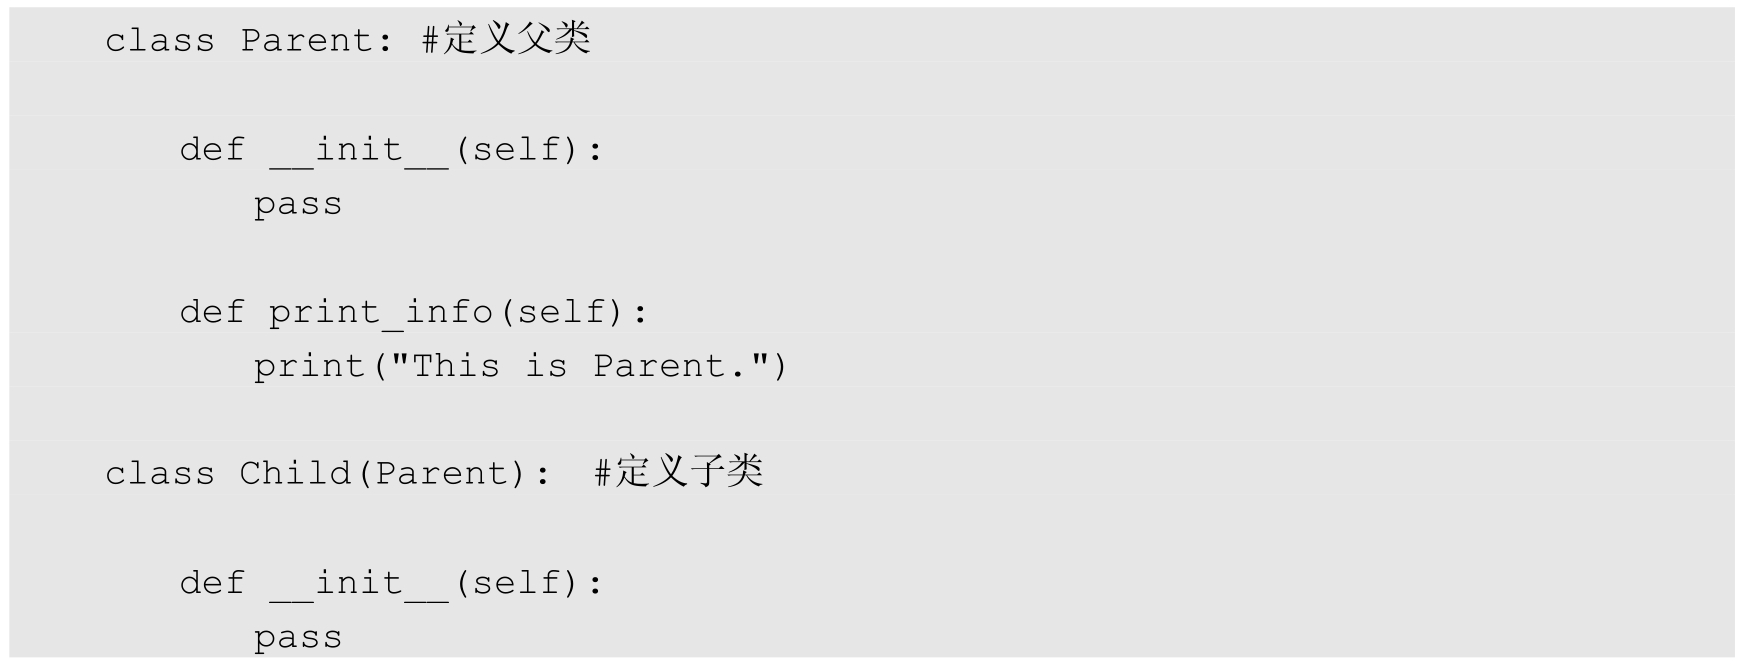 class Parent: #定义父类
def __init__(self):
pass
def print_info(self):
print("This is Parent.")
class Child(Parent): #定义子类
def __init__(self):
pass